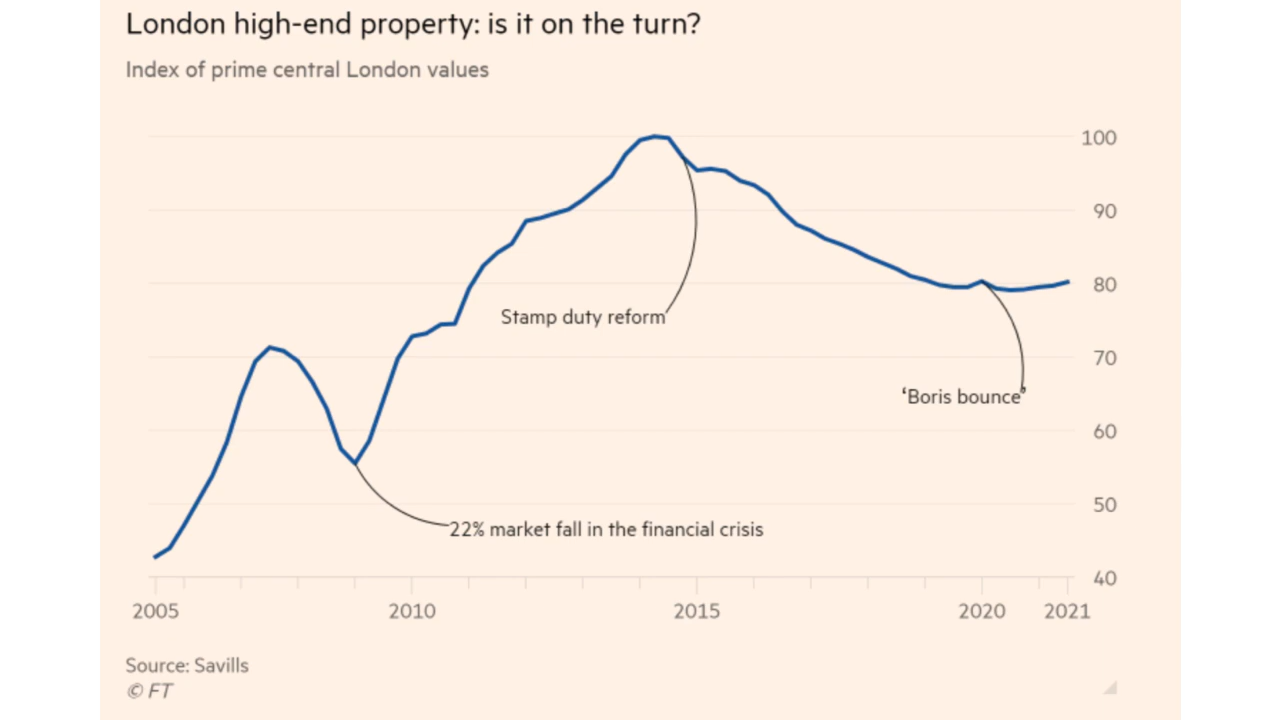 London high-end property: is it on the turn?
Index of prime central London values
100
90
80
70
60
50
40
Stamp duty reform
‘Boris bounce’
22% market fall in the financial crisis
2005 2010 2015 2020 2021
Source: Savills
© FT